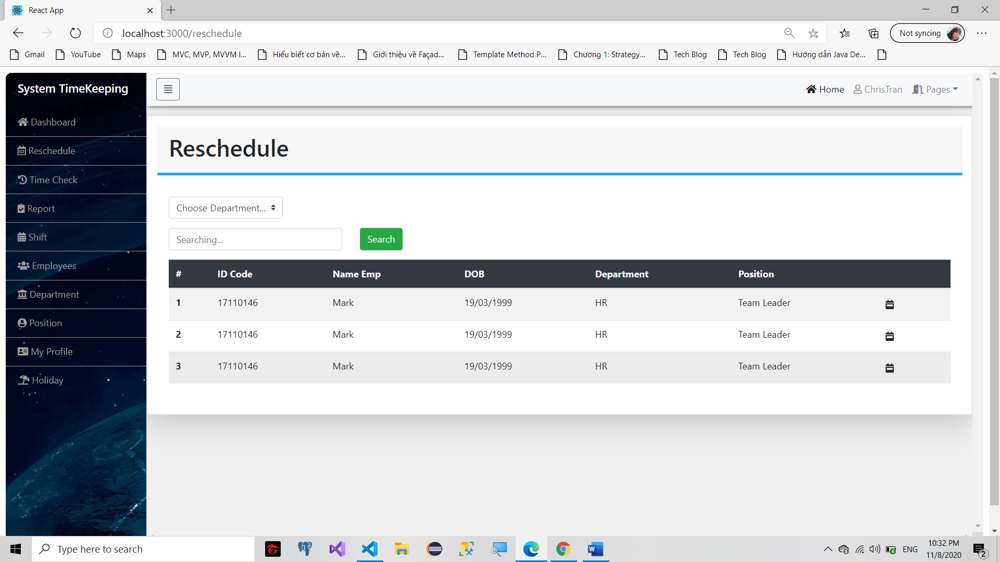 React App
localhost:3000/reschedule
Not syncing
Gmail
YouTube
Maps
MVC, MVP, MVVM I...
Hiểu biết cơ bản về...
Giới thiệu về Façad...
Template Method P...
Chương 1: Strategy...
Tech Blog
Tech Blog
Hướng dẫn Java De...
System TimeKeeping
Home
ChrisTran
Pages
Dashboard
Reschedule
Time Check
Report
Shift
Employees
Department
Position
My Profile
Holiday
Reschedule
Choose Department...
Searching...
Search
# ID Code Name Emp DOB Department Position
1 17110146 Mark 19/03/1999 HR Team Leader
2 17110146 Mark 19/03/1999 HR Team Leader
3 17110146 Mark 19/03/1999 HR Team Leader
Type here to search
ENG
10:32 PM
11/8/2020
2